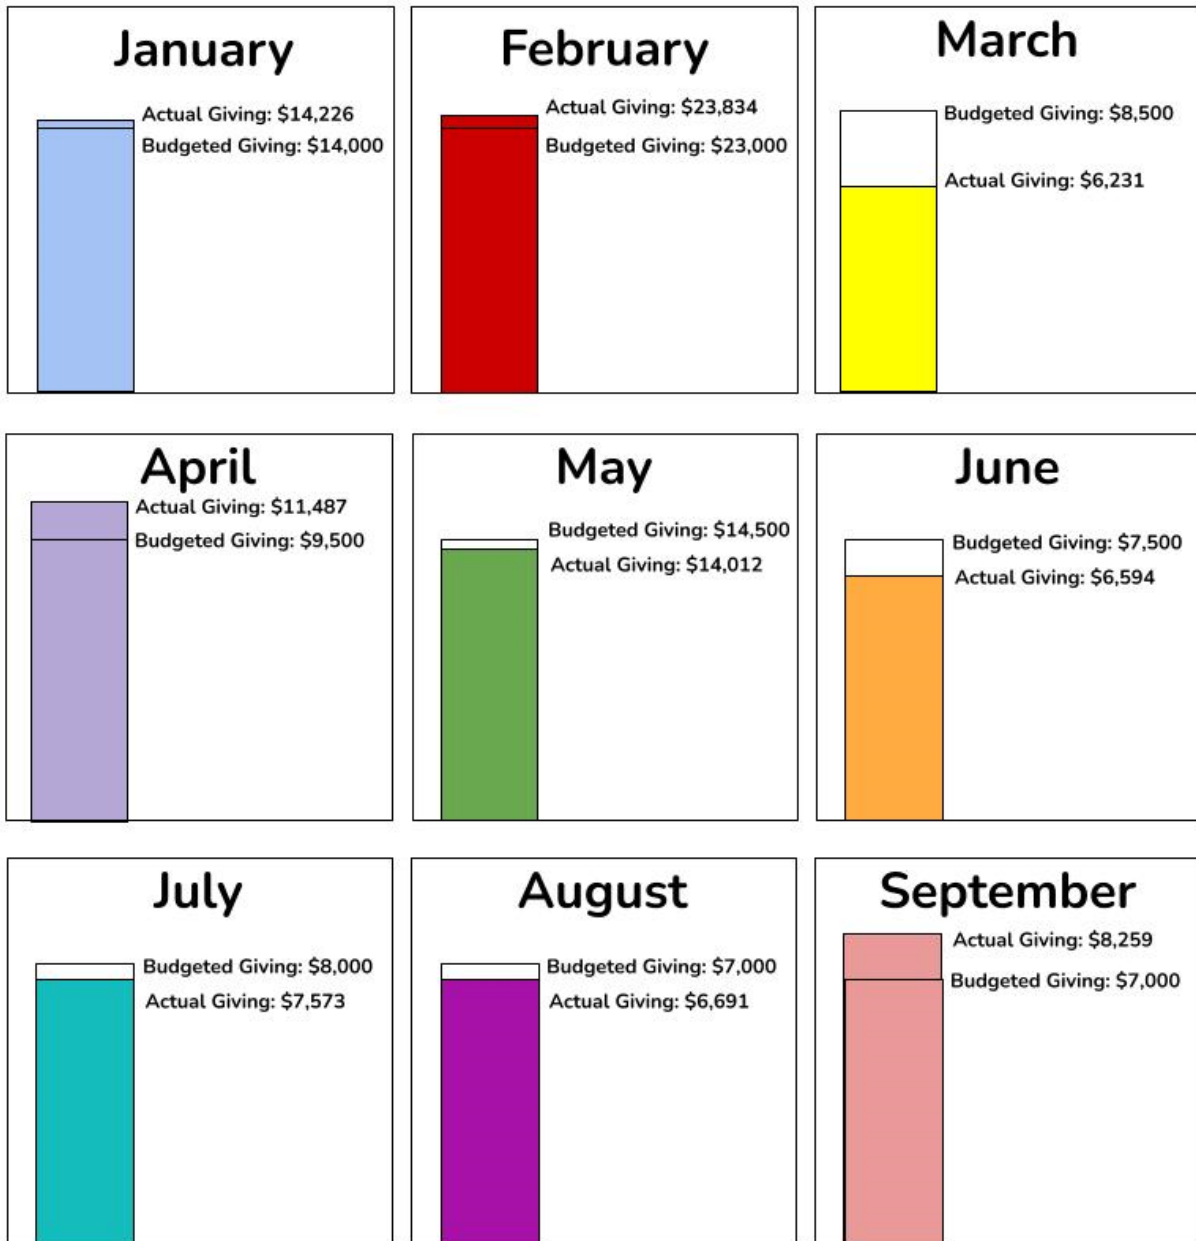 January
Actual Giving: $14,226
Budgeted Giving: $14,000
February
Actual Giving: $23,834
Budgeted Giving: $23,000
March
Budgeted Giving: $8,500
Actual Giving: $6,231
April
Actual Giving: $11,487
Budgeted Giving: $9,500
May
Budgeted Giving: $14,500
Actual Giving: $14,012
June
Budgeted Giving: $7,500
Actual Giving: $6,594
July
Budgeted Giving: $8,000
Actual Giving: $7,573
August
Budgeted Giving: $7,000
Actual Giving: $6,691
September
Actual Giving: $8,259
Budgeted Giving: $7,000